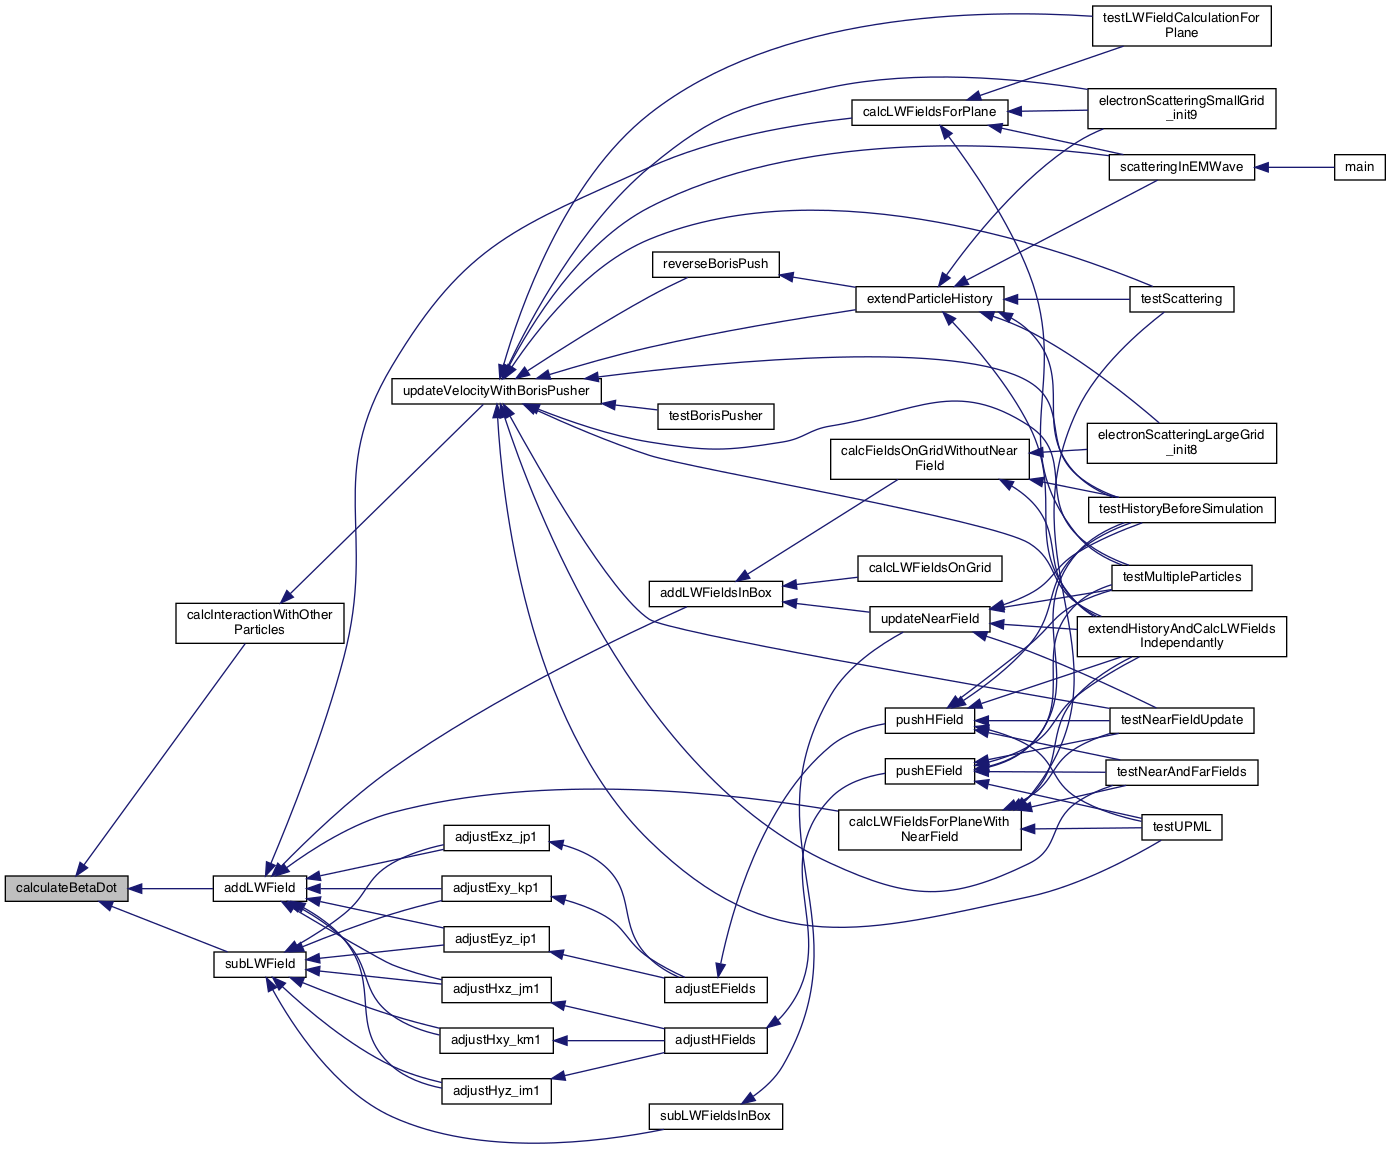 testLWFieldCalculationFor
Plane
electronScatteringSmallGrid
_init9
calcLWFieldsForPlane
scatteringInEMWave
main
reverseBorisPush
extendParticleHistory
testScattering
updateVelocityWithBorisPusher
testBorisPusher
electronScatteringLargeGrid
_init8
calcFieldsOnGridWithoutNear
Field
testHistoryBeforeSimulation
calcLWFieldsOnGrid
testMultipleParticles
addLWFieldsInBox
updateNearField
calcInteractionWithOther
Particles
extendHistoryAndCalcLWFields
Independantly
pushHField
testNearFieldUpdate
pushEField
testNearAndFarFields
calcLWFieldsForPlaneWith
NearField
testUPML
adjustExz_jp1
calculateBetaDot
addLWField
adjustExy_kp1
adjustEyz_ip1
subLWField
adjustHxz_jm1
adjustEFields
adjustHxy_km1
adjustHFields
adjustHyz_im1
subLWFieldsInBox